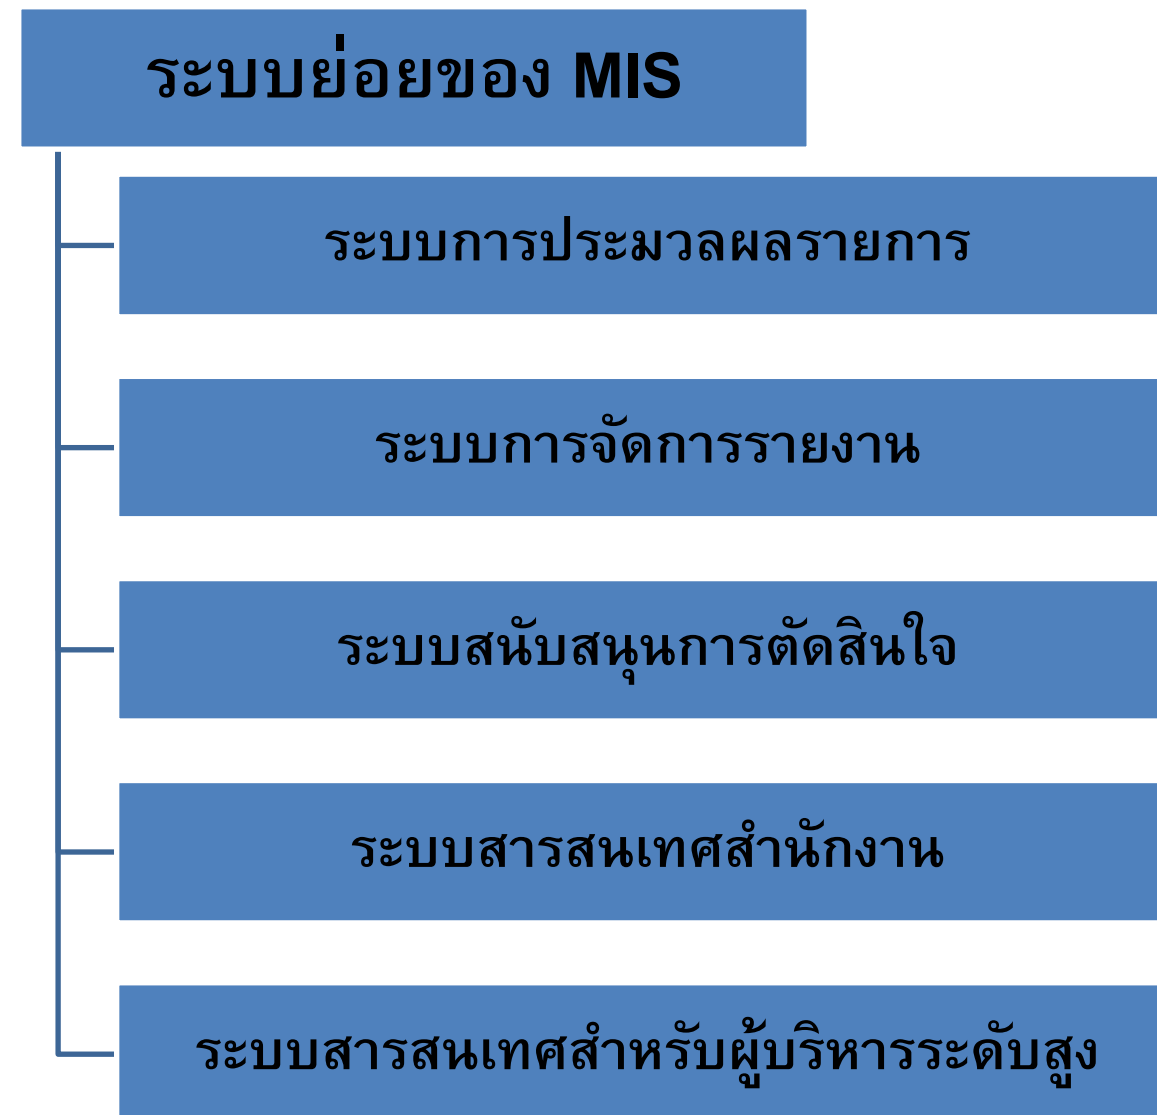 ระบบย่อยของ MIS
ระบบการประมวลผลรายการ
ระบบการจัดการรายงาน
ระบบสนับสนุนการตัดสินใจ
ระบบสารสนเทศสำนักงาน
ระบบสารสนเทศสำหรับผู้บริหารระดับสูง